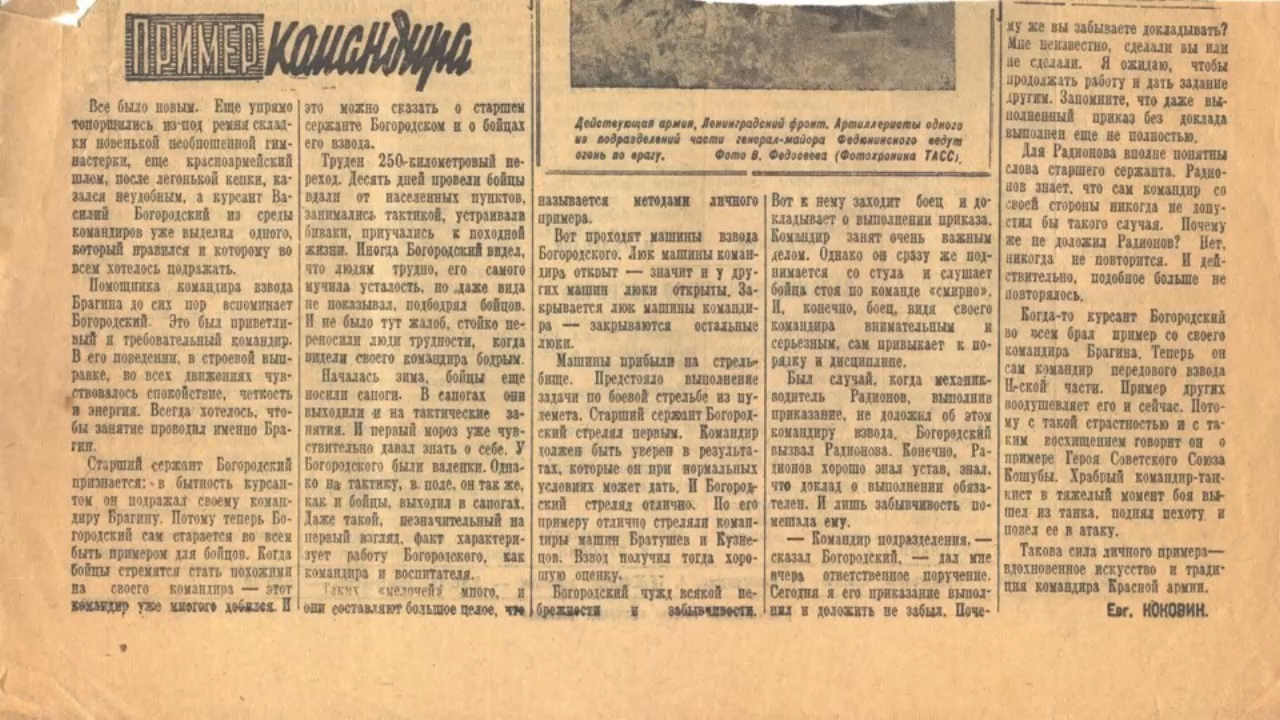 ПРИМЕР командира
Все было новым. Еще упрямо
топорщились из-под ремня склад-
ки новенькой необношенной гим-
настерки, еще красноармейский
шлем, после легонькой кепки, ка-
зался неудобным, а курсант Ва-
силий Богородский из среды
командиров уже выделил одного,
который нравился и которому во
всем хотелось подражать.
Помощника командира взвода
Брагина до сих пор вспоминает
Богородский. Это был приветли-
вый и требовательный командир.
В его поведении, в строевой вып-
равке, во всех движениях чув-
ствовалось спокойствие, четкость
и энергия. Всегда хотелось, что-
бы занятие проводил именно Бра-
гин.
Старший сержант Богородский
признается: в бытность курсан-
том он подражал своему коман-
диру Брагину. Потому теперь Бо-
городский сам старается во всем
быть примером для бойцов. Когда
бойцы стремятся стать похожими
на своего командира — этот
командир уже многого добился. И
это можно сказать о старшем
сержанте Богородском и о бойцах
его взвода.
Труден 250-километровый пе-
реход. Десять дней провели бойцы
вдали от населенных пунктов,
занимались тактикой, устраивали
биваки, приучались к походной
жизни. Иногда Богородский видел,
что людям трудно, его самого
мучила усталость, но даже вида
не показывал, подбодрял бойцов.
И не было тут жалоб, стойко пе-
реносили люди трудности, когда
видели своего командира бодрым.
Началась зима, бойцы еще
носили сапоги. В сапогах они
выходили и на тактические за-
нятия. И первый мороз уже чув-
ствительно давал знать о себе. У
Богородского были валенки. Одна-
ко на тактику, в поле, он так же,
как и бойцы, выходил в сапогах.
Даже такой, незначительный на
первый взгляд, факт характери-
зует работу Богородского, как
командира и воспитателя.
Таких «мелочей» много, и
они составляют большое целое, что
Действующая армия, Ленинградский фронт. Артиллеристы одного
из подразделений части генерал-майора Федюнинского ведут
огонь по врагу. Фото В. Федосеева (Фотохроника ТАСС).
называется методами личного
примера.
Вот проходят машины взвода
Богородского. Люк машины коман-
дира открыт — значит и у дру-
гих машин люки открыты. За-
крывается люк машины команди-
ра — закрываются остальные
люки.
Машины прибыли на стрель-
бище. Предстояло выполнение
задачи по боевой стрельбе из пу-
лемета. Старший сержант Богород-
ский стрелял первым. Командир
должен быть уверен в результа-
тах, которые он при нормальных
условиях может дать. И Богород-
ский стрелял отлично. По его
примеру отлично стреляли коман-
диры машин Братушев и Кузне-
цов. Взвод получил тогда хоро-
шую оценку.
Богородский чужд всякой не-
брежности и забывчивости.
Вот к нему заходит боец и до-
кладывает о выполнении приказа.
Командир занят очень важным
делом. Однако он сразу же под-
нимается со стула и слушает
бойца стоя по команде «смирно».
И, конечно, боец, видя своего
командира внимательным и
серьезным, сам привыкает к по-
рядку и дисциплине.
Был случай, когда механик-
водитель Радионов, выполнив
приказание, не доложил об этом
командиру взвода. Богородский
вызвал Радионова. Конечно, Ра-
дионов хорошо знал устав, знал,
что доклад о выполнении обяза-
телен. И лишь забывчивость по-
мешала ему.
— Командир подразделения, —
сказал Богородский, — дал мне
вчера ответственное поручение.
Сегодня я его приказание выпол-
нил и доложить не забыл. Поче-
му же вы забываете докладывать?
Мне неизвестно, сделали вы или
не сделали. Я ожидаю, чтобы
продолжать работу и дать задание
другим. Запомните, что даже вы-
полненный приказ без доклада
выполнен еще не полностью.
Для Радионова вполне понятны
слова старшего сержанта. Радио-
нов знает, что сам командир со
своей стороны никогда не допу-
стил бы такого случая. Почему
же не доложил Радионов? Нет,
никогда не повторится. И дей-
ствительно, подобное больше не
повторялось.
Когда-то курсант Богородский
во всем брал пример со своего
командира Брагина. Теперь он
сам командир передового взвода
Н-ской части. Пример других
воодушевляет его и сейчас. Пото-
му с такой страстностью и с та-
ким восхищением говорит он о
примере Героя Советского Союза
Кошубы. Храбрый командир-тан-
кист в тяжелый момент боя вы-
шел из танка, поднял пехоту и
повел ее в атаку.
Такова сила личного примера—
вдохновенное искусство и тради-
ция командира Красной армии.
Евг. КОКОВИН.